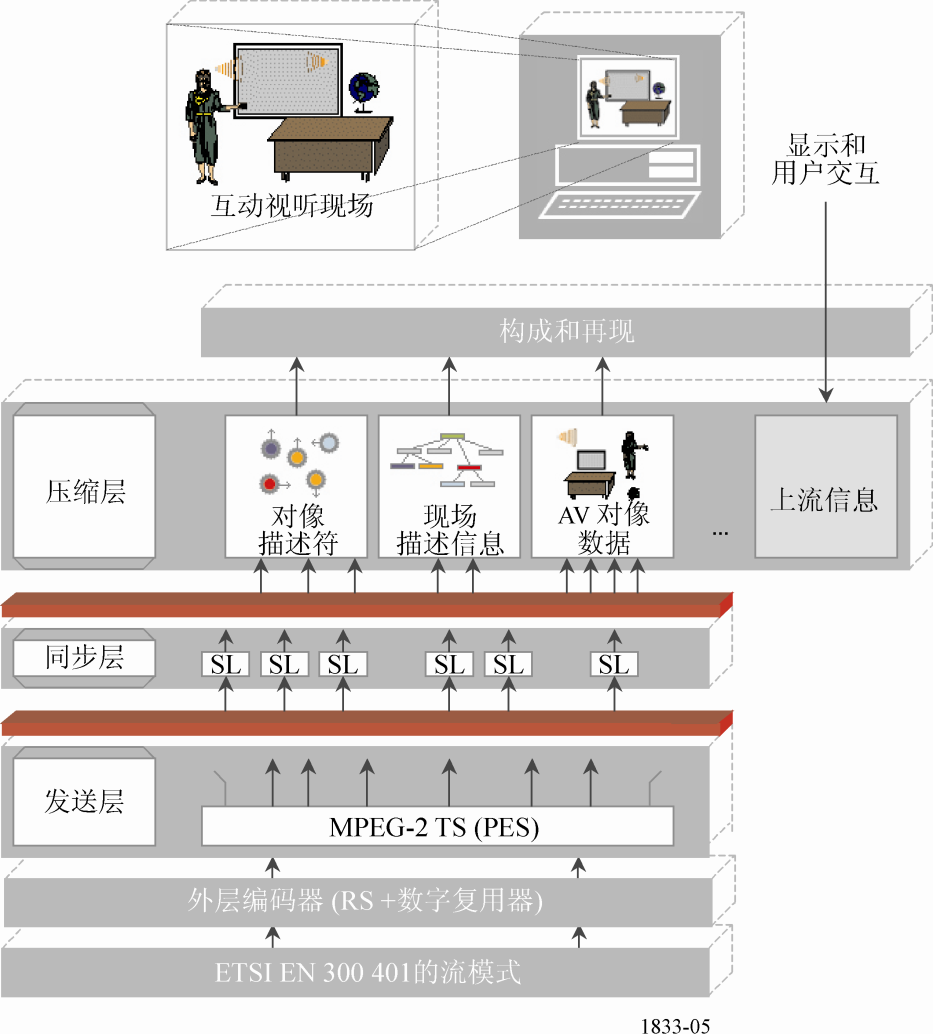 互动视听现场
显示和
用户交互
构成和再现
压缩层
对像
描述符
现场
描述信息
AV 对像
数据
...
上流信息
同步层
SL
SL
SL
SL
SL
SL
发送层
MPEG-2 TS (PES)
外层编码器 (RS +数字复用器)
ETSI EN 300 401的流模式
1833-05